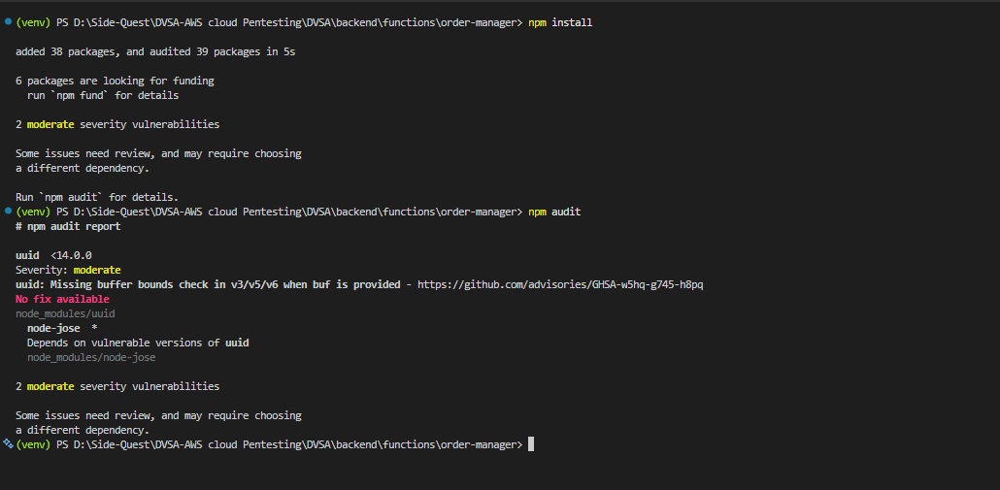 (venv) PS D:\Side-Quest\DVSA-AWS cloud Pentesting\DVSA\backend\functions\order-manager> npm install
added 38 packages, and audited 39 packages in 5s
6 packages are looking for funding
run `npm fund` for details
2 moderate severity vulnerabilities
Some issues need review, and may require choosing
a different dependency.
Run `npm audit` for details.
(venv) PS D:\Side-Quest\DVSA-AWS cloud Pentesting\DVSA\backend\functions\order-manager> npm audit
# npm audit report
uuid  <14.0.0
Severity: moderate
uuid: Missing buffer bounds check in v3/v5/v6 when buf is provided - https://github.com/advisories/GHSA-w5hq-g745-h8pq
No fix available
node_modules/uuid
node-jose  *
Depends on vulnerable versions of uuid
node_modules/node-jose
2 moderate severity vulnerabilities
Some issues need review, and may require choosing
a different dependency.
(venv) PS D:\Side-Quest\DVSA-AWS cloud Pentesting\DVSA\backend\functions\order-manager>